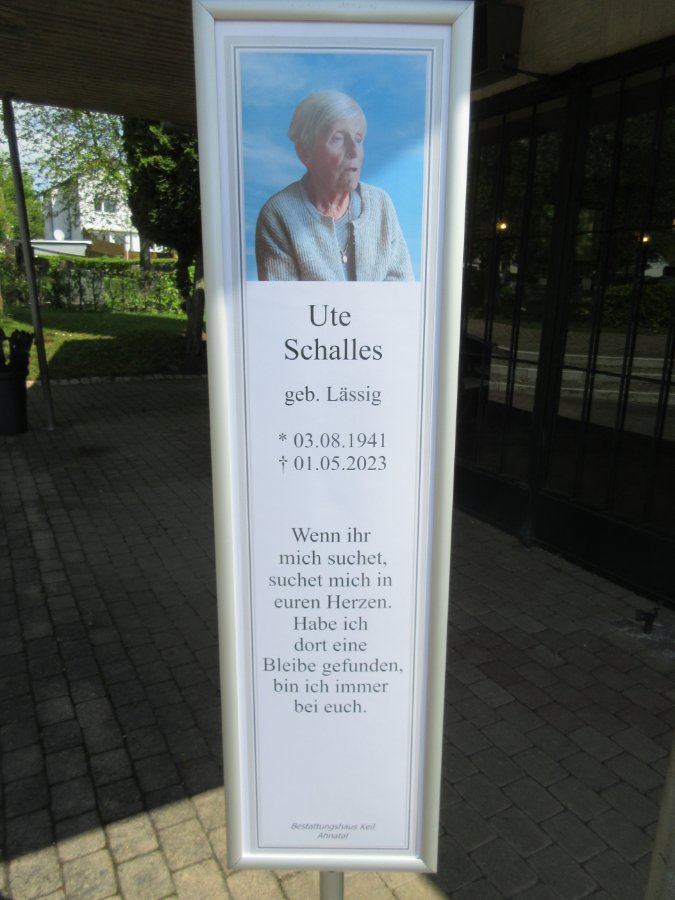 Ute
Schalles
geb. Lässig
* 03.08.1941
† 01.05.2023
Wenn ihr
mich suchet,
suchet mich in
euren Herzen.
Habe ich
dort eine
Bleibe gefunden,
bin ich immer
bei euch.
Bestattungshaus Keil
Ahnatal